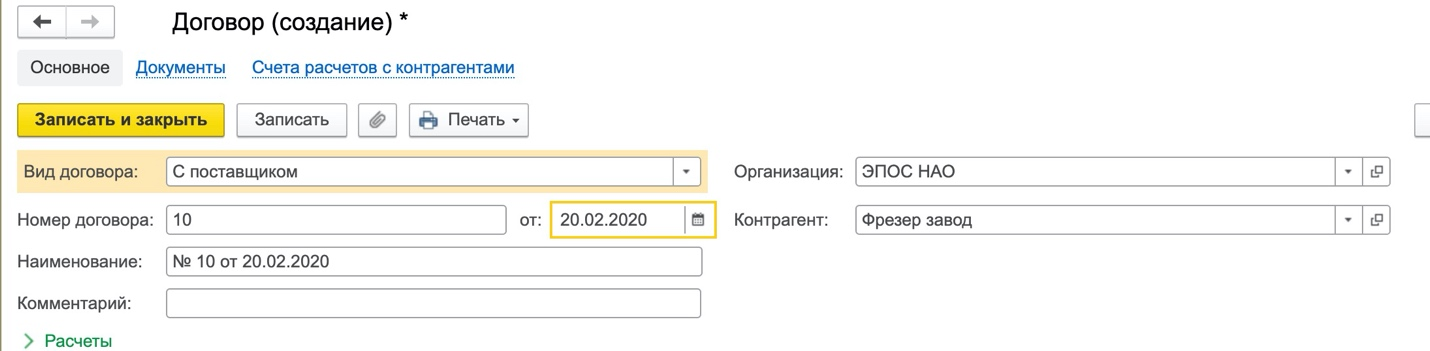 Договор (создание) *
Основное Документы Счета расчетов с контрагентами
Записать и закрыть Записать Печать
Вид договора: С поставщиком Организация: ЭПОС НАО
Номер договора: 10 от: 20.02.2020 Контрагент: Фрезер завод
Наименование: № 10 от 20.02.2020
Комментарий:
Расчеты